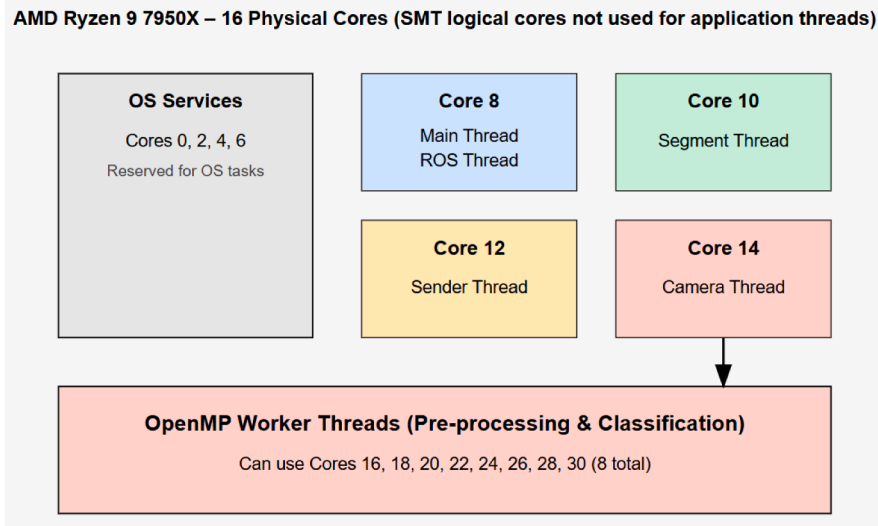 AMD Ryzen 9 7950X – 16 Physical Cores (SMT logical cores not used for application threads)
OS Services
Cores 0, 2, 4, 6
Reserved for OS tasks
Core 8
Main Thread
ROS Thread
Core 10
Segment Thread
Core 12
Sender Thread
Core 14
Camera Thread
OpenMP Worker Threads (Pre-processing & Classification)
Can use Cores 16, 18, 20, 22, 24, 26, 28, 30 (8 total)